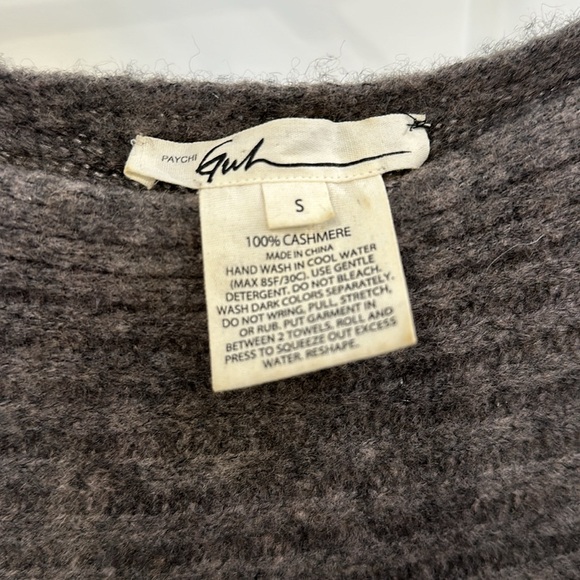 PAYCHI Guh
S
100% CASHMERE
MADE IN CHINA
HAND WASH IN COOL WATER
(MAX 85F/30C). USE GENTLE
DETERGENT. DO NOT BLEACH.
WASH DARK COLORS SEPARATELY.
DO NOT WRING, PULL, STRETCH,
OR RUB. PUT GARMENT IN
BETWEEN 2 TOWELS, ROLL AND
PRESS TO SQUEEZE OUT EXCESS
WATER. RESHAPE.